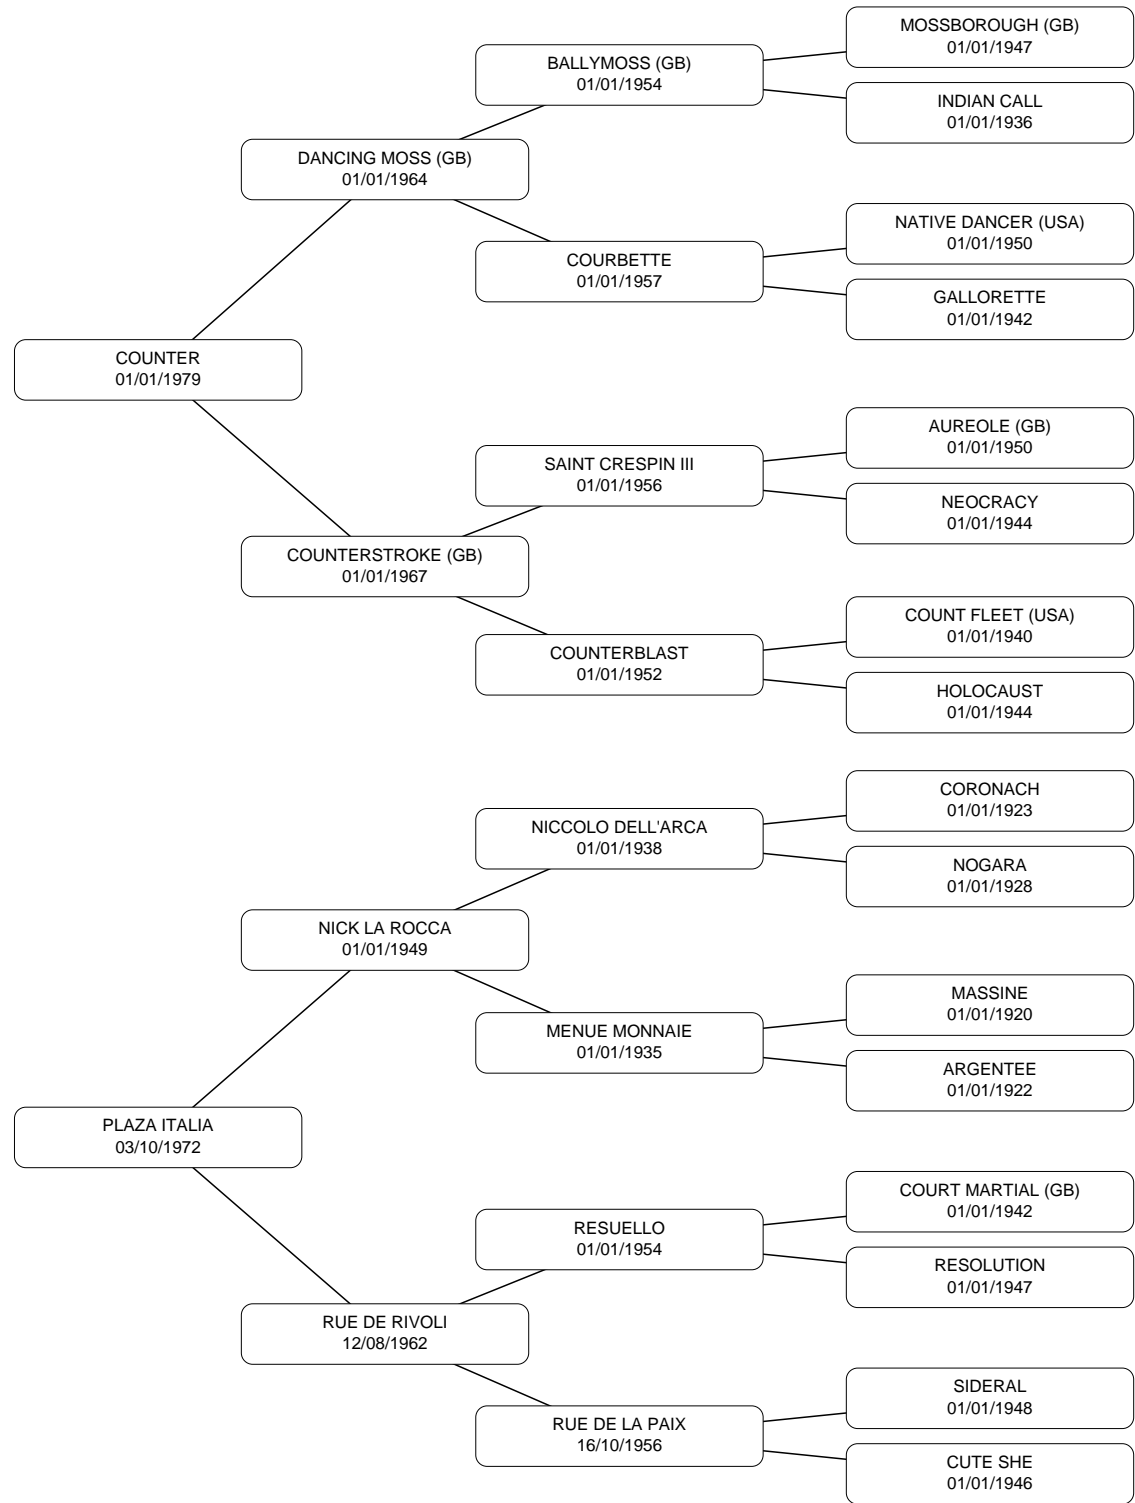 MOSSBOROUGH (GB)
01/01/1947
BALLYMOSS (GB)
01/01/1954
INDIAN CALL
01/01/1936
DANCING MOSS (GB)
01/01/1964
NATIVE DANCER (USA)
01/01/1950
COURBETTE
01/01/1957
GALLORETTE
01/01/1942
COUNTER
01/01/1979
AUREOLE (GB)
01/01/1950
SAINT CRESPIN III
01/01/1956
NEOCRACY
01/01/1944
COUNTERSTROKE (GB)
01/01/1967
COUNT FLEET (USA)
01/01/1940
COUNTERBLAST
01/01/1952
HOLOCAUST
01/01/1944
CORONACH
01/01/1923
NICCOLO DELL'ARCA
01/01/1938
NOGARA
01/01/1928
NICK LA ROCCA
01/01/1949
MASSINE
01/01/1920
MENUE MONNAIE
01/01/1935
ARGENTEE
01/01/1922
PLAZA ITALIA
03/10/1972
COURT MARTIAL (GB)
01/01/1942
RESUELLO
01/01/1954
RESOLUTION
01/01/1947
RUE DE RIVOLI
12/08/1962
SIDERAL
01/01/1948
RUE DE LA PAIX
16/10/1956
CUTE SHE
01/01/1946